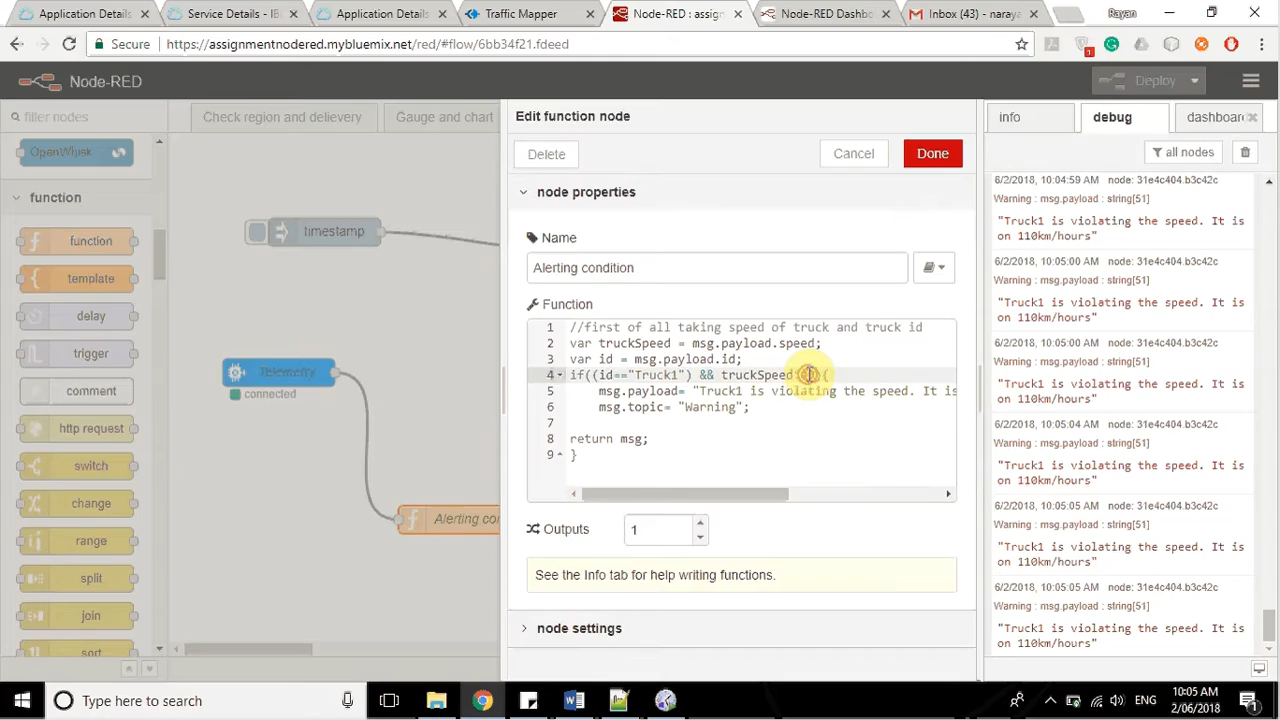 Application Details
Service Details - IB
Application Details
Traffic Mapper
Node-RED : assig
Node-RED Dashb
Inbox (43) - naraya
Rayan
Secure
https://assignmentnodered.mybluemix.net/red/#flow/6bb34f21.fdeed
1
Node-RED
Deploy
filter nodes
Check region and delievery
Gauge and chart
Edit function node
info
debug
dashboar
OpenWhisk
Delete
Cancel
Done
all nodes
function
node properties
function
template
delay
trigger
comment
http request
switch
change
range
split
join
sort
timestamp
Telemetry
connected
Alerting con
Name
Alerting condition
Function
1 //first of all taking speed of truck and truck id
2 var truckSpeed = msg.payload.speed;
3 var id = msg.payload.id;
4 if((id=="Truck1") && truckSpeed
5 msg.payload= "Truck1 is violating the speed. It is
6 msg.topic= "Warning";
7
8 return msg;
9 }
Outputs
1
See the Info tab for help writing functions.
node settings
6/2/2018, 10:04:59 AM node: 31e4c404.b3c42c
Warning : msg.payload : string[51]
"Truck1 is violating the speed. It is
on 110km/hours"
6/2/2018, 10:05:00 AM node: 31e4c404.b3c42c
Warning : msg.payload : string[51]
"Truck1 is violating the speed. It is
on 110km/hours"
6/2/2018, 10:05:00 AM node: 31e4c404.b3c42c
Warning : msg.payload : string[51]
"Truck1 is violating the speed. It is
on 110km/hours"
6/2/2018, 10:05:04 AM node: 31e4c404.b3c42c
Warning : msg.payload : string[51]
"Truck1 is violating the speed. It is
on 110km/hours"
6/2/2018, 10:05:05 AM node: 31e4c404.b3c42c
Warning : msg.payload : string[51]
"Truck1 is violating the speed. It is
on 110km/hours"
6/2/2018, 10:05:05 AM node: 31e4c404.b3c42c
Warning : msg.payload : string[51]
"Truck1 is violating the speed. It is
on 110km/hours"
Type here to search
ENG
10:05 AM
2/06/2018
1